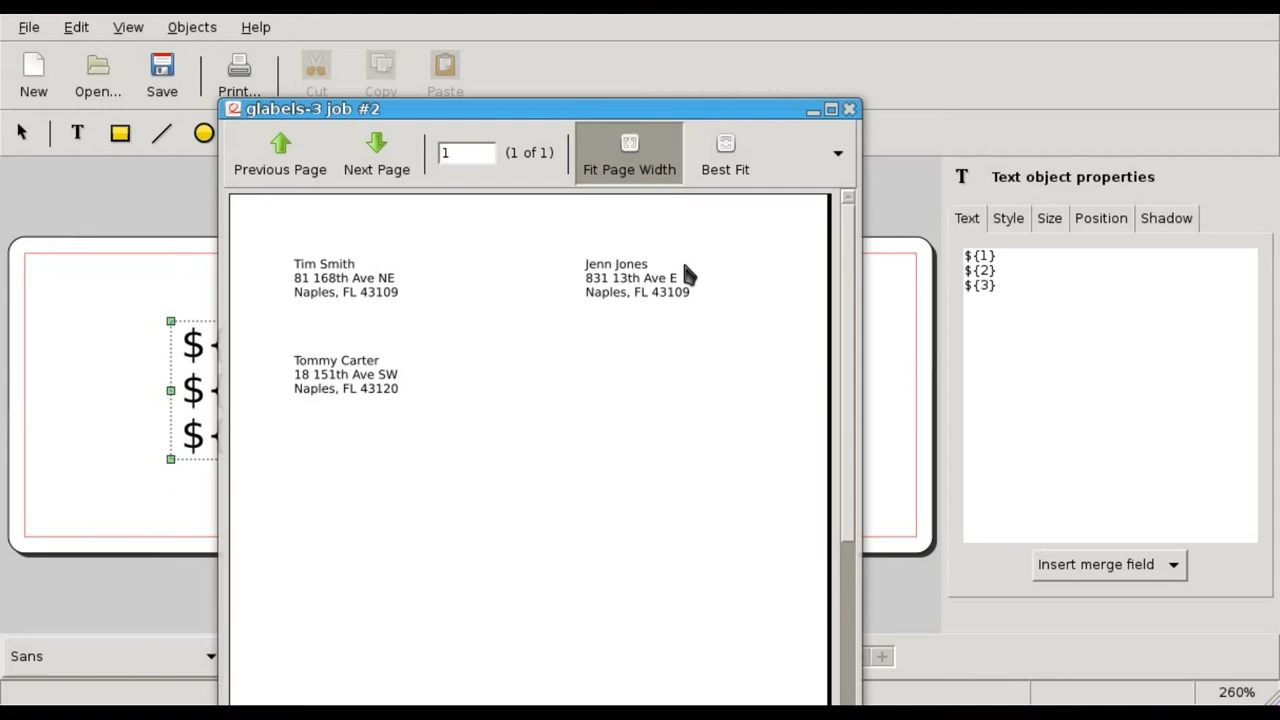 File Edit View Objects Help
New Open... Save Print... Cut Copy Paste
T
glabels-3 job #2
Previous Page Next Page 1 (1 of 1) Fit Page Width Best Fit
Tim Smith
81 168th Ave NE
Naples, FL 43109
Jenn Jones
831 13th Ave E
Naples, FL 43109
Tommy Carter
18 151th Ave SW
Naples, FL 43120
${
${
${
T Text object properties
Text Style Size Position Shadow
${1}
${2}
${3}
Insert merge field
Sans
260%